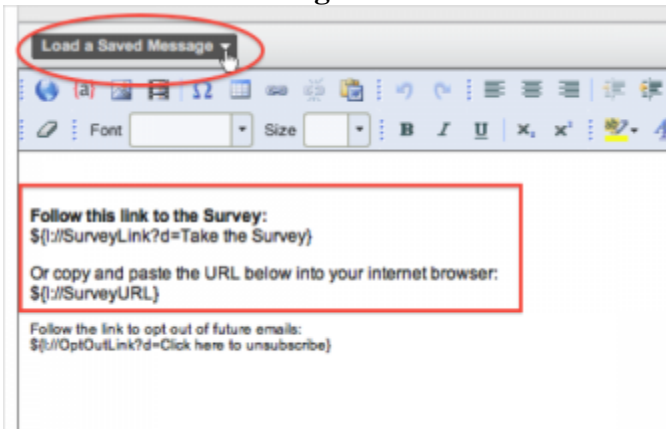 Load a Saved Message
Font Size B I U x₂ x²
Follow this link to the Survey:
${l://SurveyLink?d=Take the Survey}
Or copy and paste the URL below into your internet browser:
${l://SurveyURL}
Follow the link to opt out of future emails:
${l://OptOutLink?d=Click here to unsubscribe}